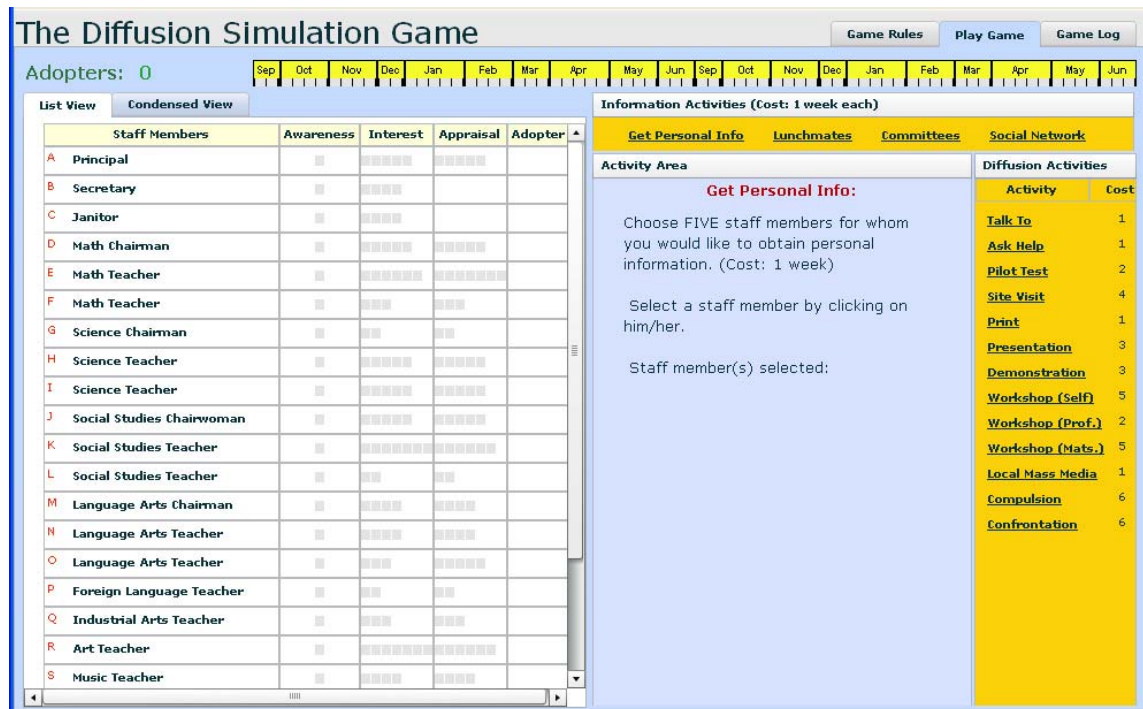 The Diffusion Simulation Game
Game Rules Play Game Game Log
Adopters: 0
Sep Oct Nov Dec Jan Feb Mar Apr May Jun Sep Oct Nov Dec Jan Feb Mar Apr May Jun
List View Condensed View
Information Activities (Cost: 1 week each)
Staff Members Awareness Interest Appraisal Adopter
Get Personal Info Lunchmates Committees Social Network
A Principal
B Secretary
C Janitor
D Math Chairman
E Math Teacher
F Math Teacher
G Science Chairman
H Science Teacher
I Science Teacher
J Social Studies Chairwoman
K Social Studies Teacher
L Social Studies Teacher
M Language Arts Chairman
N Language Arts Teacher
O Language Arts Teacher
P Foreign Language Teacher
Q Industrial Arts Teacher
R Art Teacher
S Music Teacher
Activity Area
Get Personal Info:
Choose FIVE staff members for whom
you would like to obtain personal
information. (Cost: 1 week)
Select a staff member by clicking on
him/her.
Staff member(s) selected:
Diffusion Activities
Activity Cost
Talk To 1
Ask Help 1
Pilot Test 2
Site Visit 4
Print 1
Presentation 3
Demonstration 3
Workshop (Self) 5
Workshop (Prof.) 2
Workshop (Mats.) 5
Local Mass Media 1
Compulsion 6
Confrontation 6